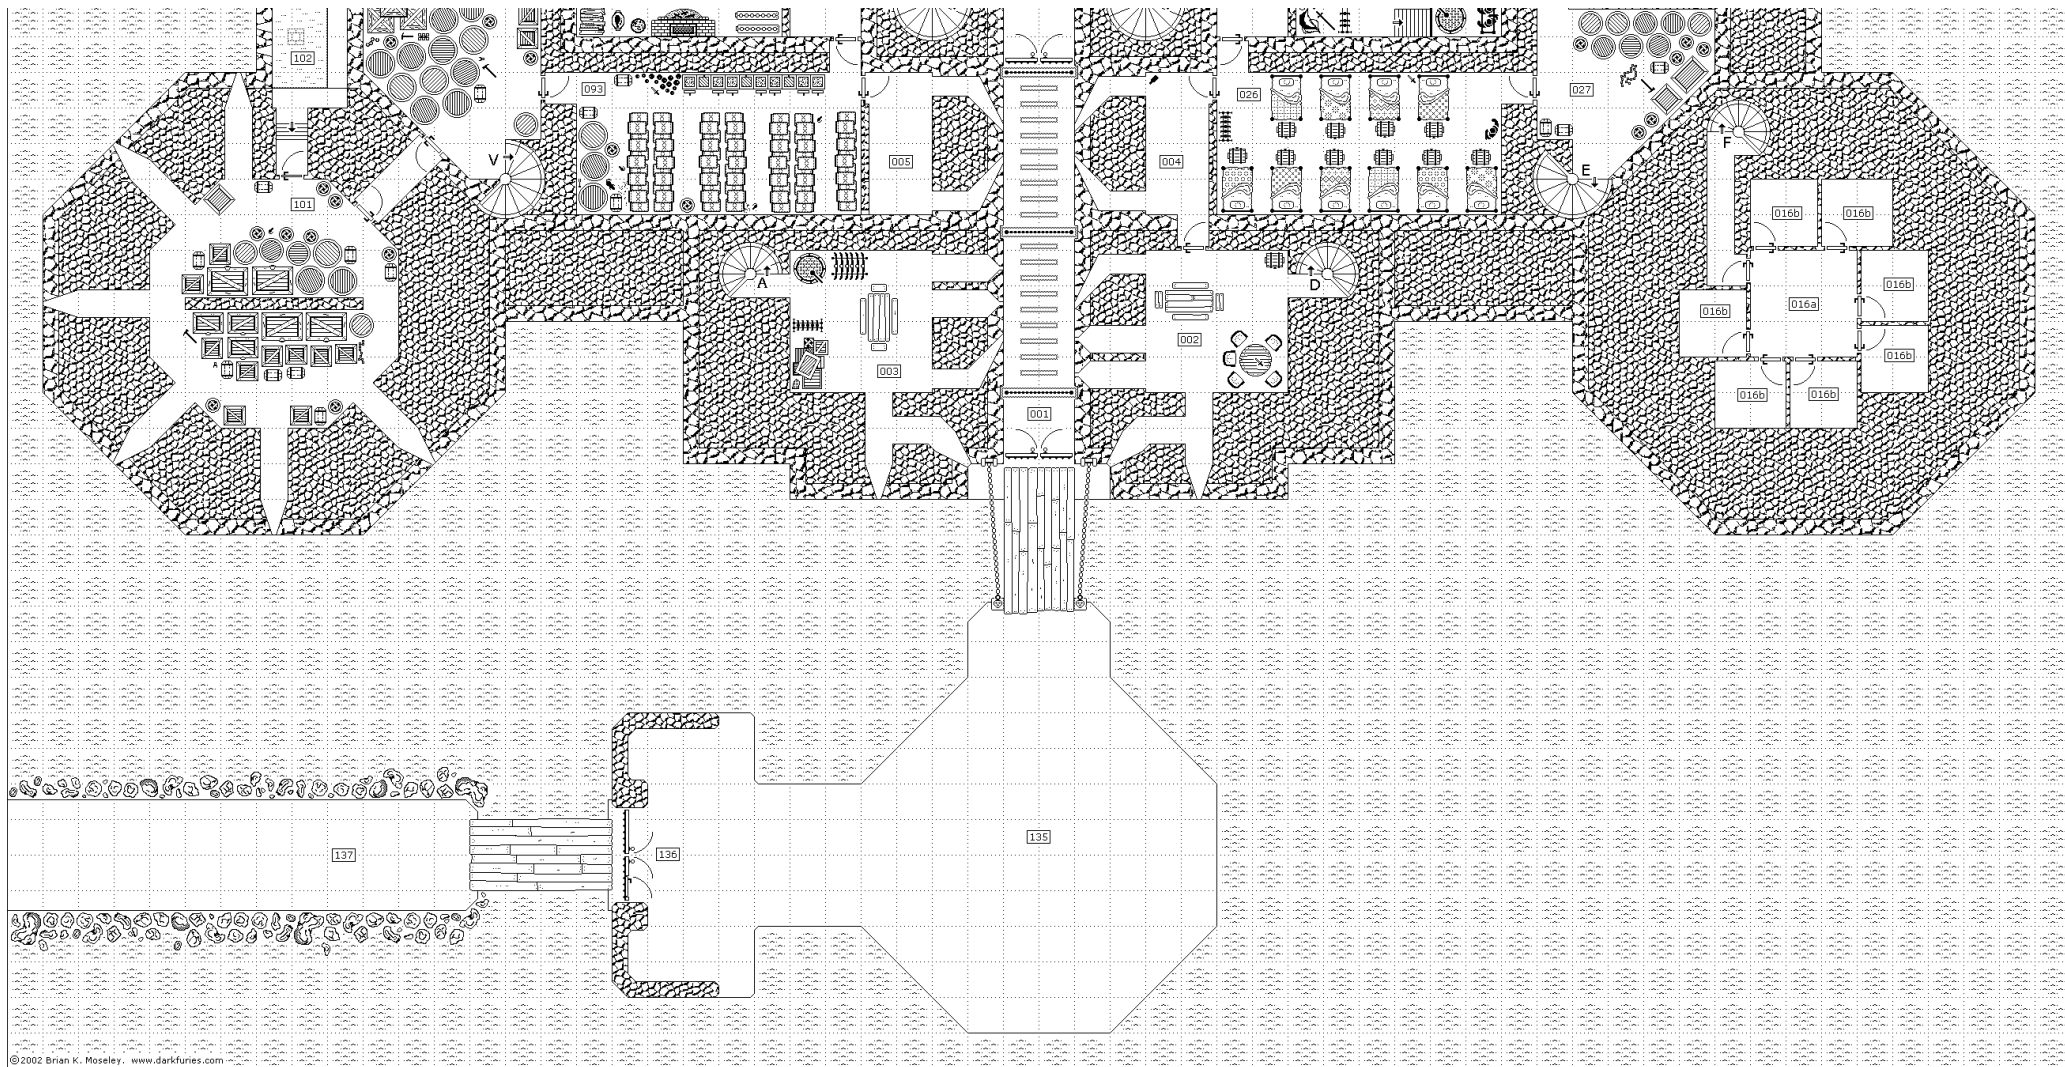 102
093
026
027
V
005
004
E
F
101
016b
016b
A
D
016b
016b
016a
002
003
016b
016b
016b
001
135
137
136
©2002 Brian K. Moseley. www.darkfuries.com